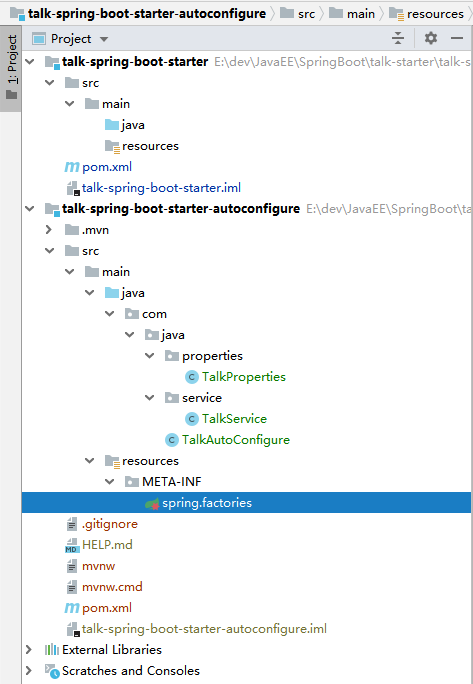 talk-spring-boot-starter-autoconfigure src main resources
1: Project
Project
talk-spring-boot-starter E:\dev\JavaEE\SpringBoot\talk-starter\talk-s
src
main
java
resources
pom.xml
talk-spring-boot-starter.iml
talk-spring-boot-starter-autoconfigure E:\dev\JavaEE\SpringBoot\ta
.mvn
src
main
java
com
java
properties
TalkProperties
service
TalkService
TalkAutoConfigure
resources
META-INF
spring.factories
.gitignore
HELP.md
mvnw
mvnw.cmd
pom.xml
talk-spring-boot-starter-autoconfigure.iml
External Libraries
Scratches and Consoles